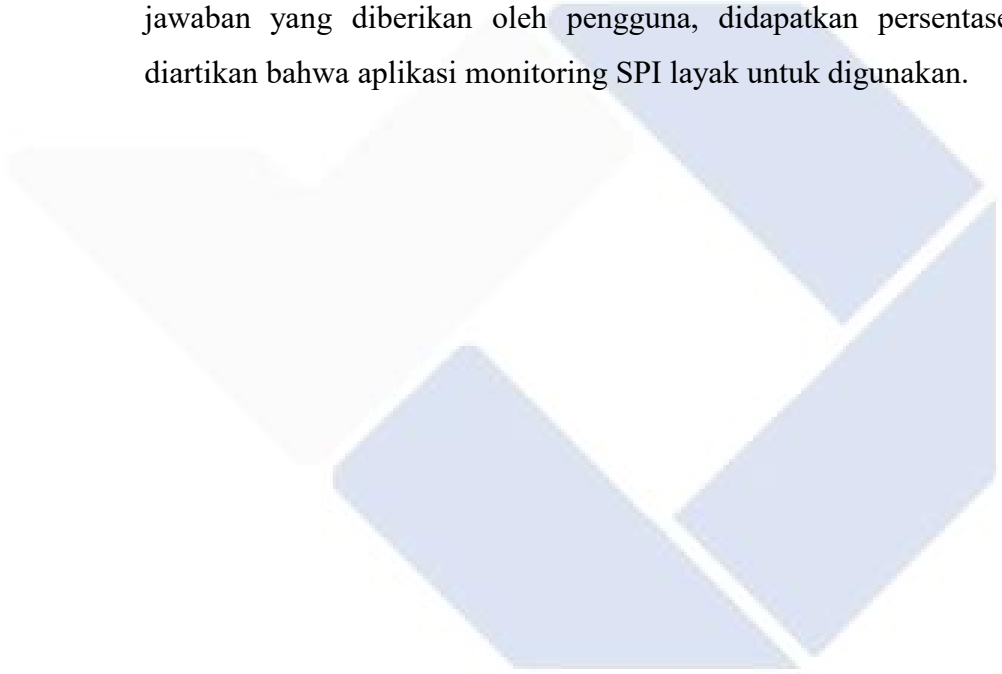 jawaban yang diberikan oleh pengguna, didapatkan persentase
diartikan bahwa aplikasi monitoring SPI layak untuk digunakan.